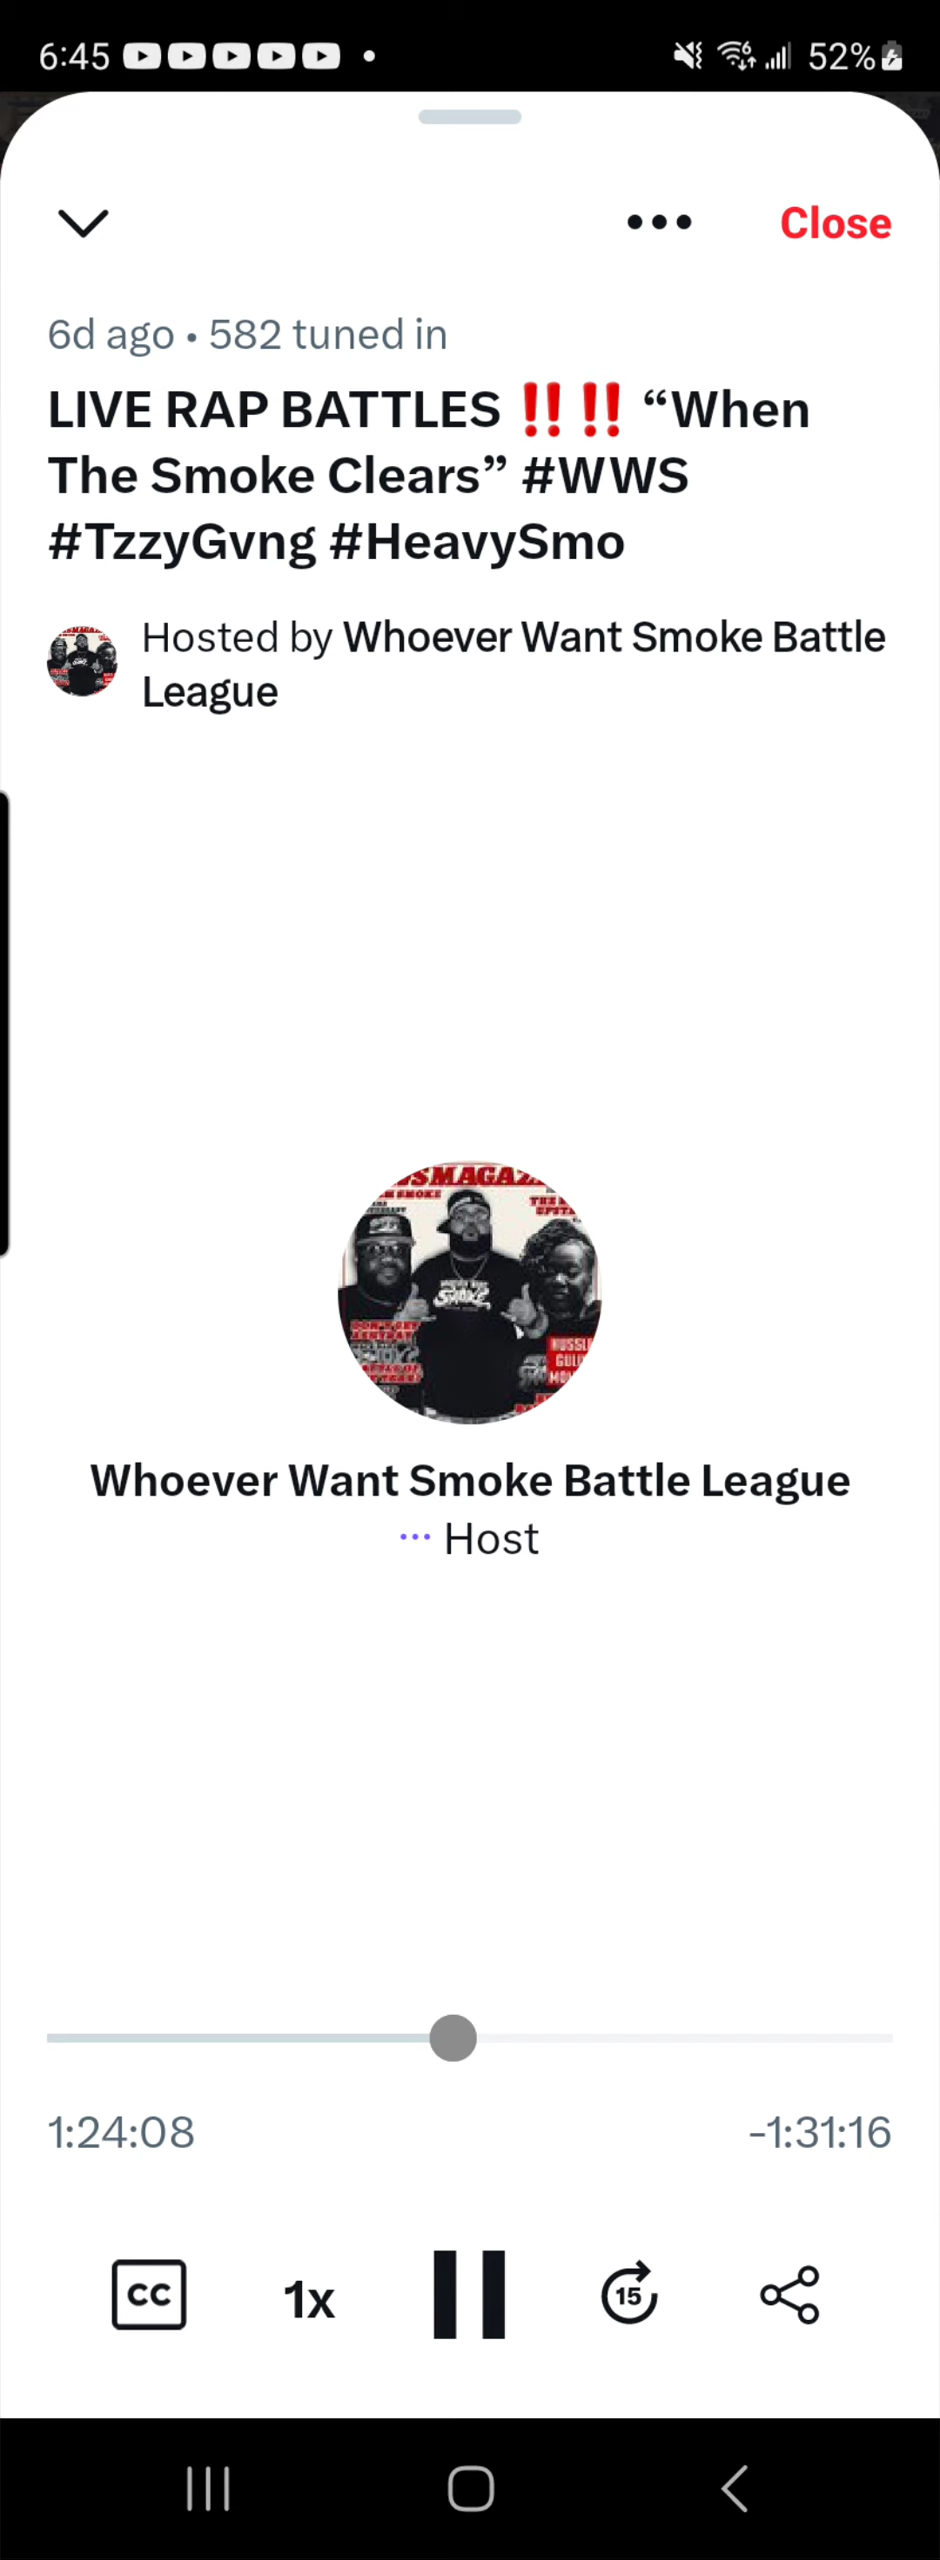 6:45
52%
Close
6d ago • 582 tuned in
LIVE RAP BATTLES ‼️ ‼️ “When
The Smoke Clears” #WWS
#TzzyGvng #HeavySmo
Hosted by Whoever Want Smoke Battle
League
SMOKE
SMOKE
Whoever Want Smoke Battle League
Host
1:24:08
-1:31:16
CC
1x
15